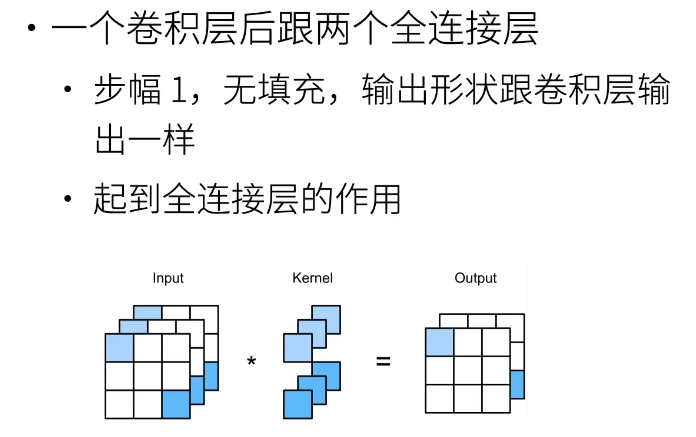 • 一个卷积层后跟两个全连接层
• 步幅 1，无填充，输出形状跟卷积层输
出一样
• 起到全连接层的作用
Input Kernel Output
* =